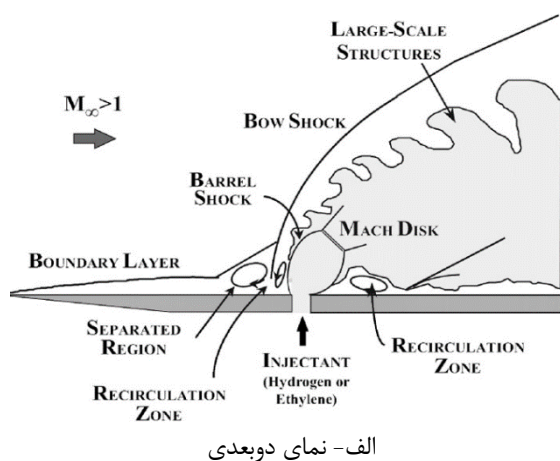 LARGE-SCALE
STRUCTURES
M∞>1
BOW SHOCK
BARREL
SHOCK
MACH DISK
BOUNDARY LAYER
SEPARATED
REGION
RECIRCULATION
ZONE
INJECTANT
(Hydrogen or
Ethylene)
RECIRCULATION
ZONE
الف- نمای دوبعدی